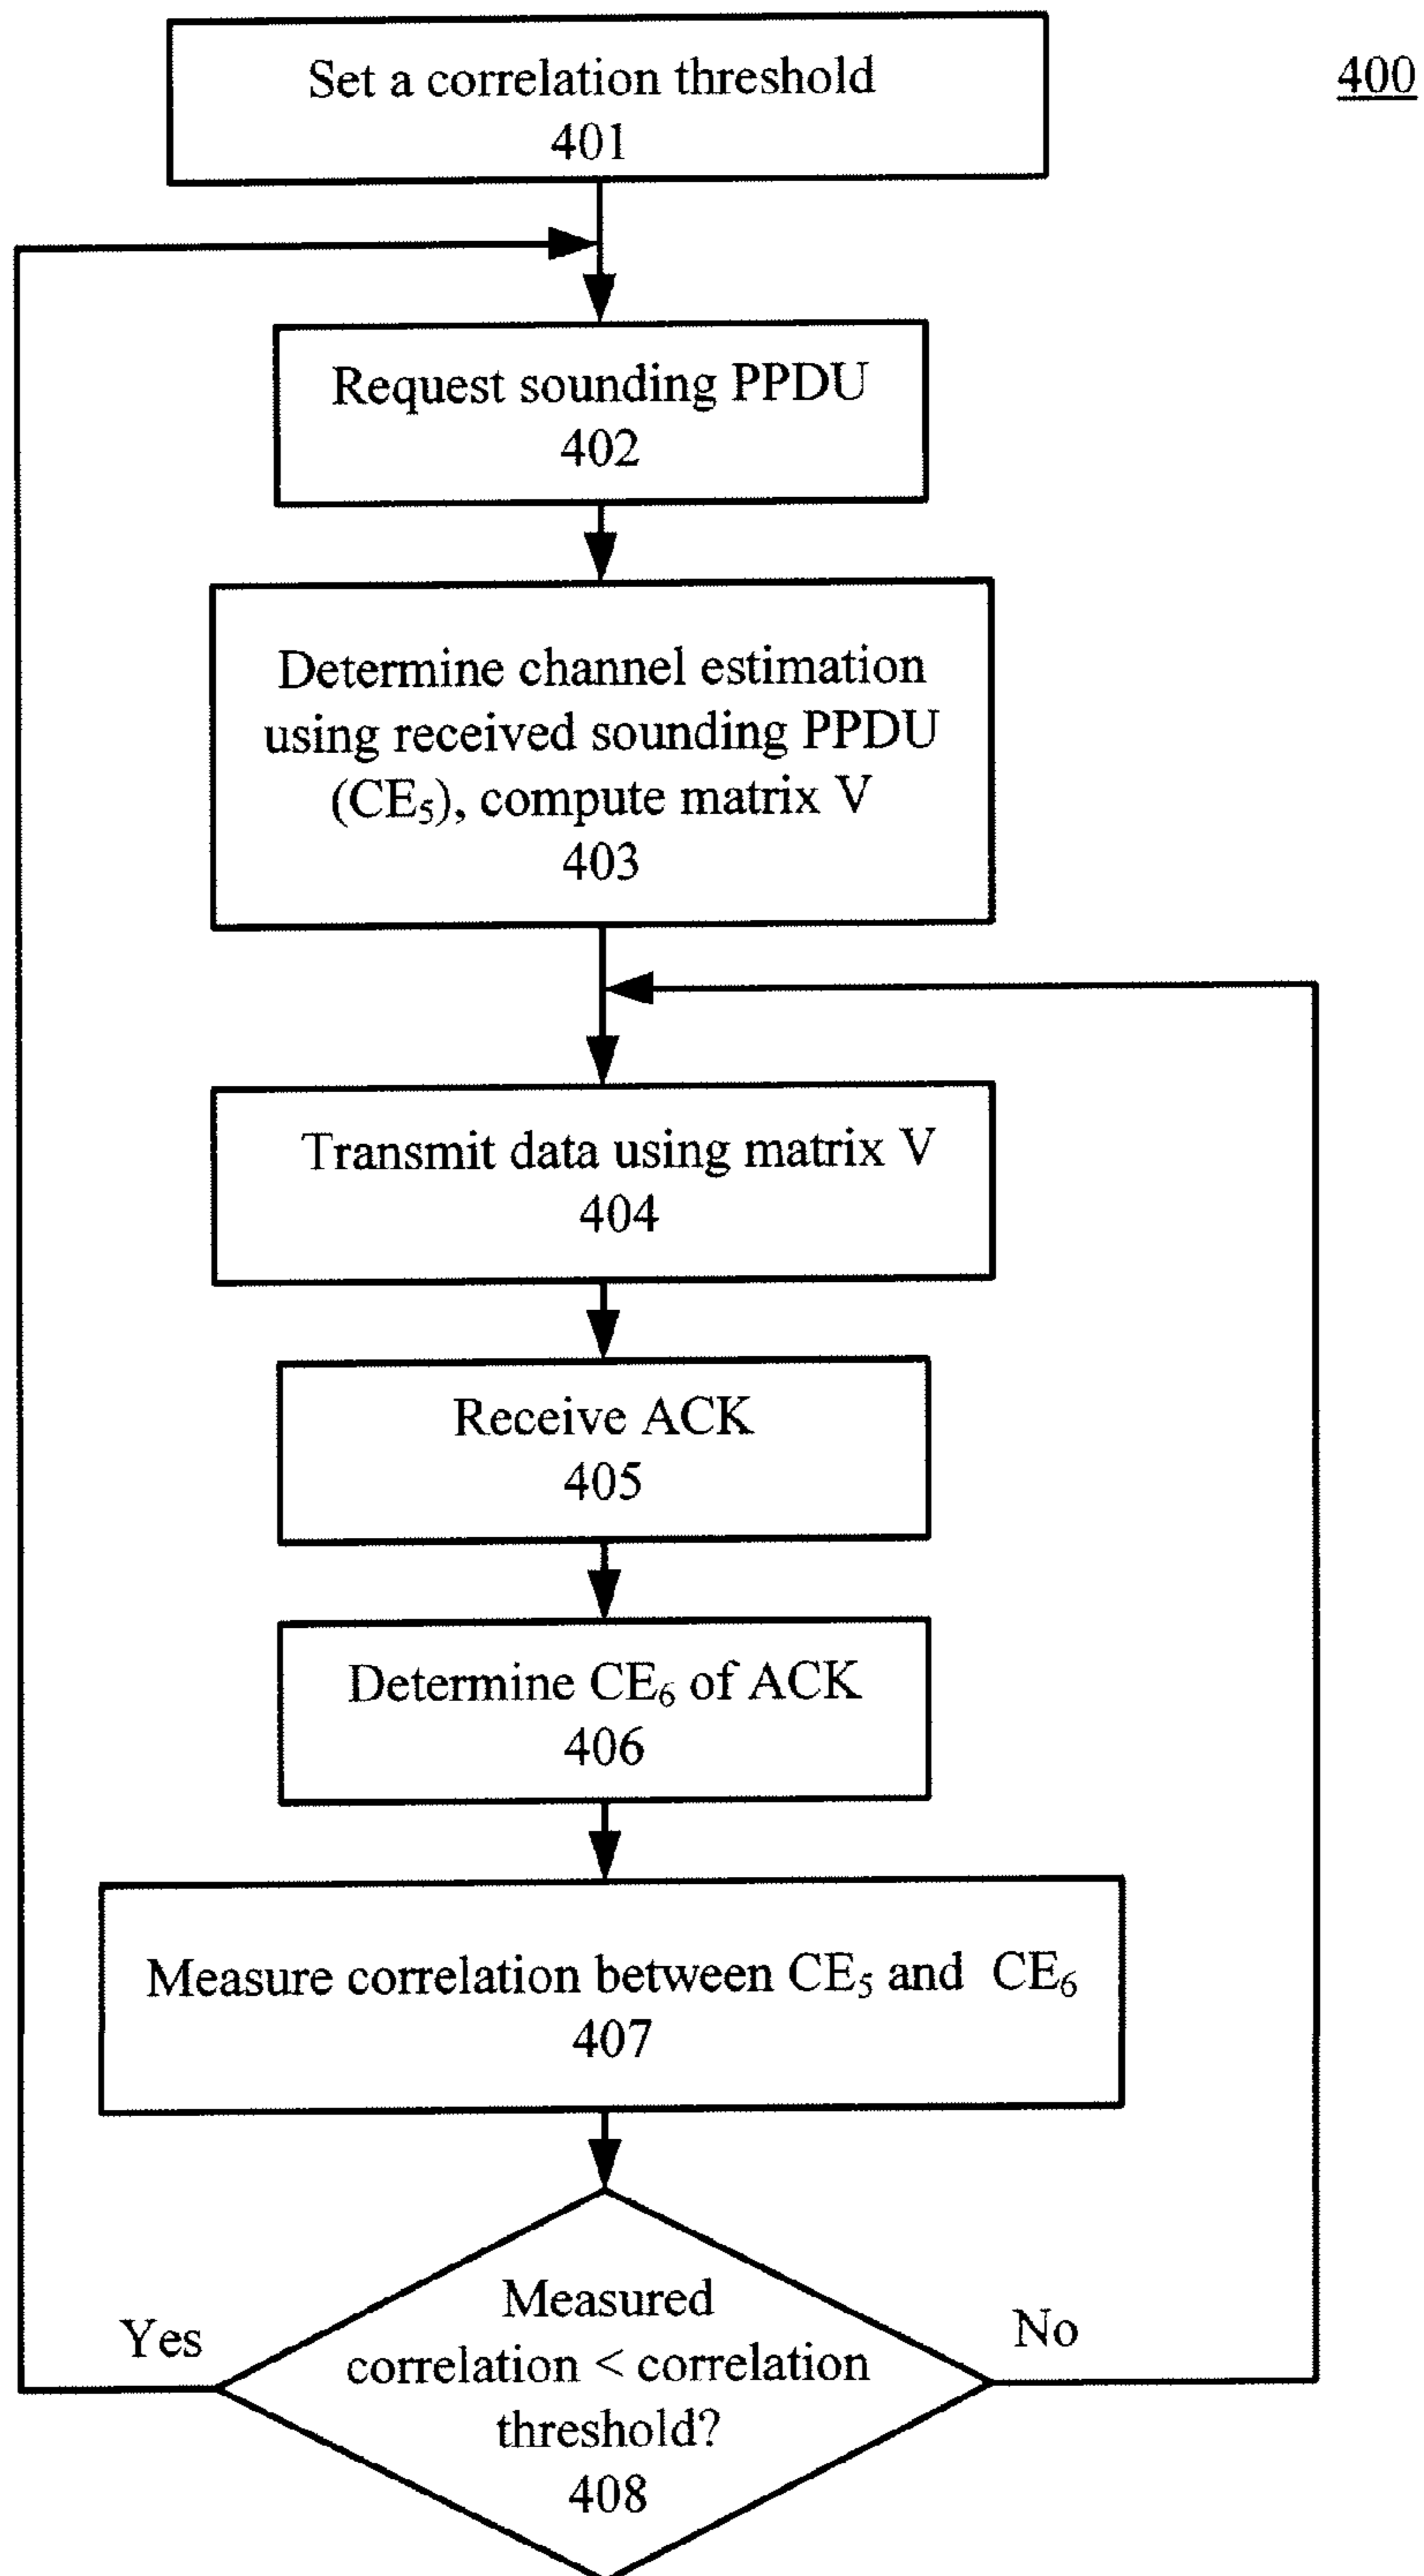 Set a correlation threshold
401
400
Request sounding PPDU
402
Determine channel estimation
using received sounding PPDU
(CE₅), compute matrix V
403
Transmit data using matrix V
404
Receive ACK
405
Determine CE₆ of ACK
406
Measure correlation between CE₅ and CE₆
407
Measured
correlation < correlation
threshold?
408
Yes
No